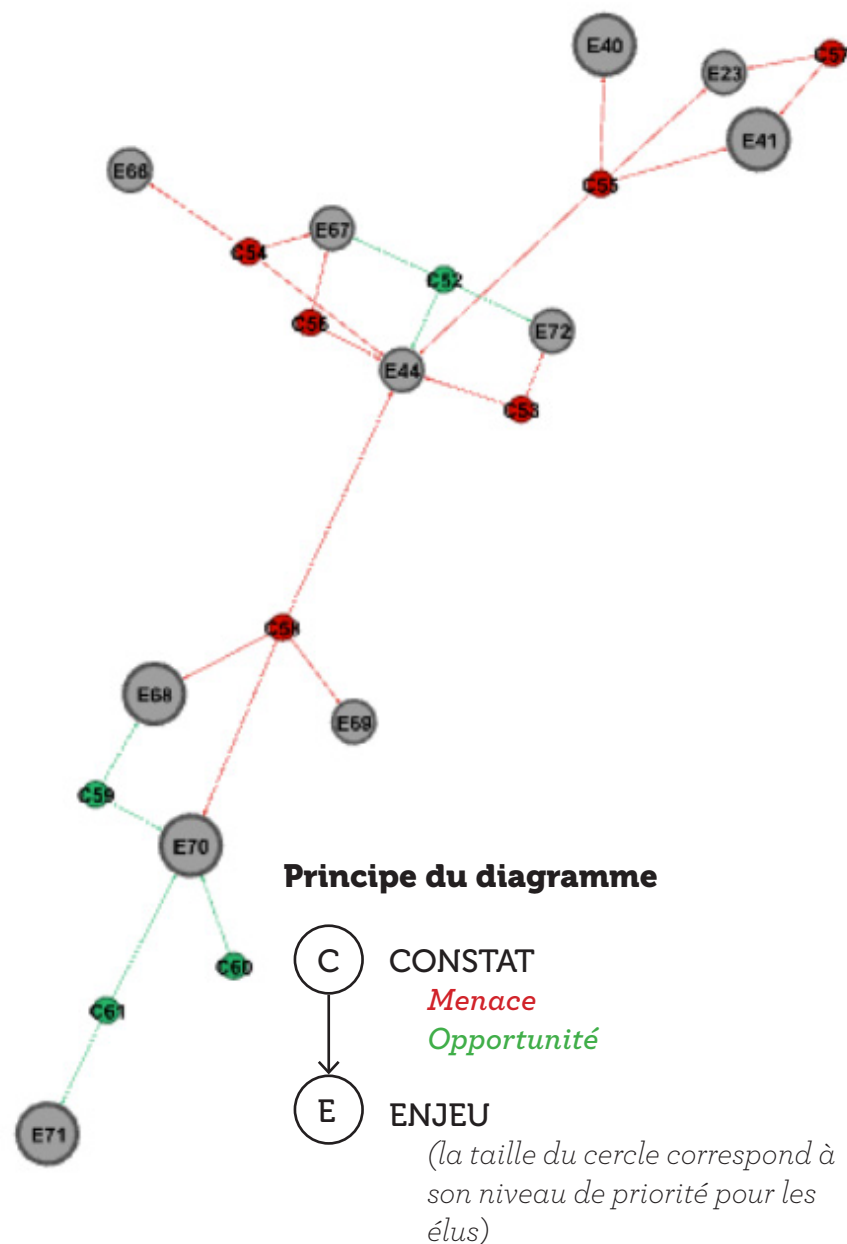 E40
E23
C57
E41
E66
C55
E67
C54
C52
C56
E72
E44
C53
C58
E68
E69
C59
E70
Principe du diagramme
C CONSTAT
C60
Menace
C61
Opportunité
E ENJEU
E71
(la taille du cercle correspond à
son niveau de priorité pour les
élus)